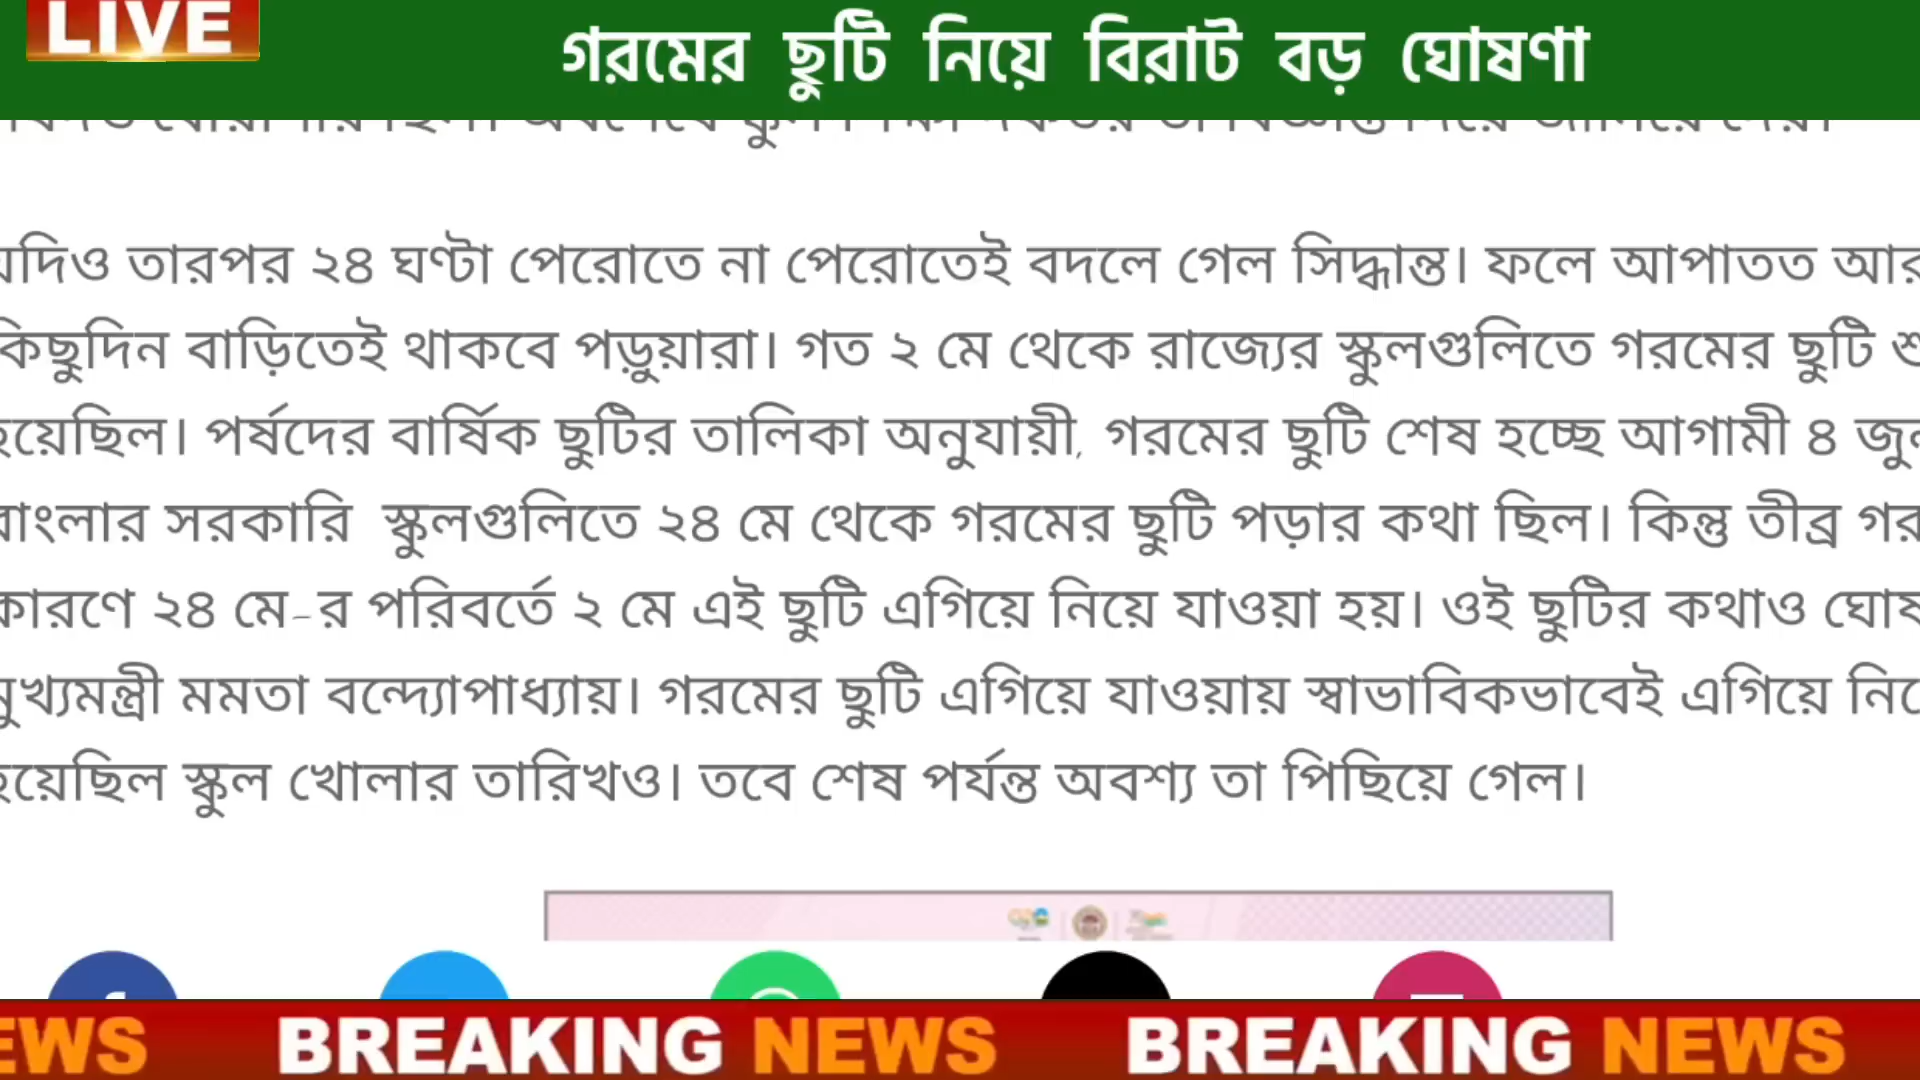 LIVE
গরমের ছুটি নিয়ে বিরাট বড় ঘোষণা
যদিও তারপর ২৪ ঘণ্টা পেরোতে না পেরোতেই বদলে গেল সিদ্ধান্ত। ফলে আপাতত আর
কিছুদিন বাড়িতেই থাকবে পড়ুয়ারা। গত ২ মে থেকে রাজ্যের স্কুলগুলিতে গরমের ছুটি
হয়েছিল। পর্ষদের বার্ষিক ছুটির তালিকা অনুযায়ী, গরমের ছুটি শেষ হচ্ছে আগামী ৪ জুন
বাংলার সরকারি স্কুলগুলিতে ২৪ মে থেকে গরমের ছুটি পড়ার কথা ছিল। কিন্তু তীব্র গর
কারণে ২৪ মে-র পরিবর্তে ২ মে এই ছুটি এগিয়ে নিয়ে যাওয়া হয়। ওই ছুটির কথাও ঘোষ
মুখ্যমন্ত্রী মমতা বন্দ্যোপাধ্যায়। গরমের ছুটি এগিয়ে যাওয়ায় স্বাভাবিকভাবেই এগিয়ে নি
হয়েছিল স্কুল খোলার তারিখও। তবে শেষ পর্যন্ত অবশ্য তা পিছিয়ে গেল।
EWS BREAKING NEWS BREAKING NEWS